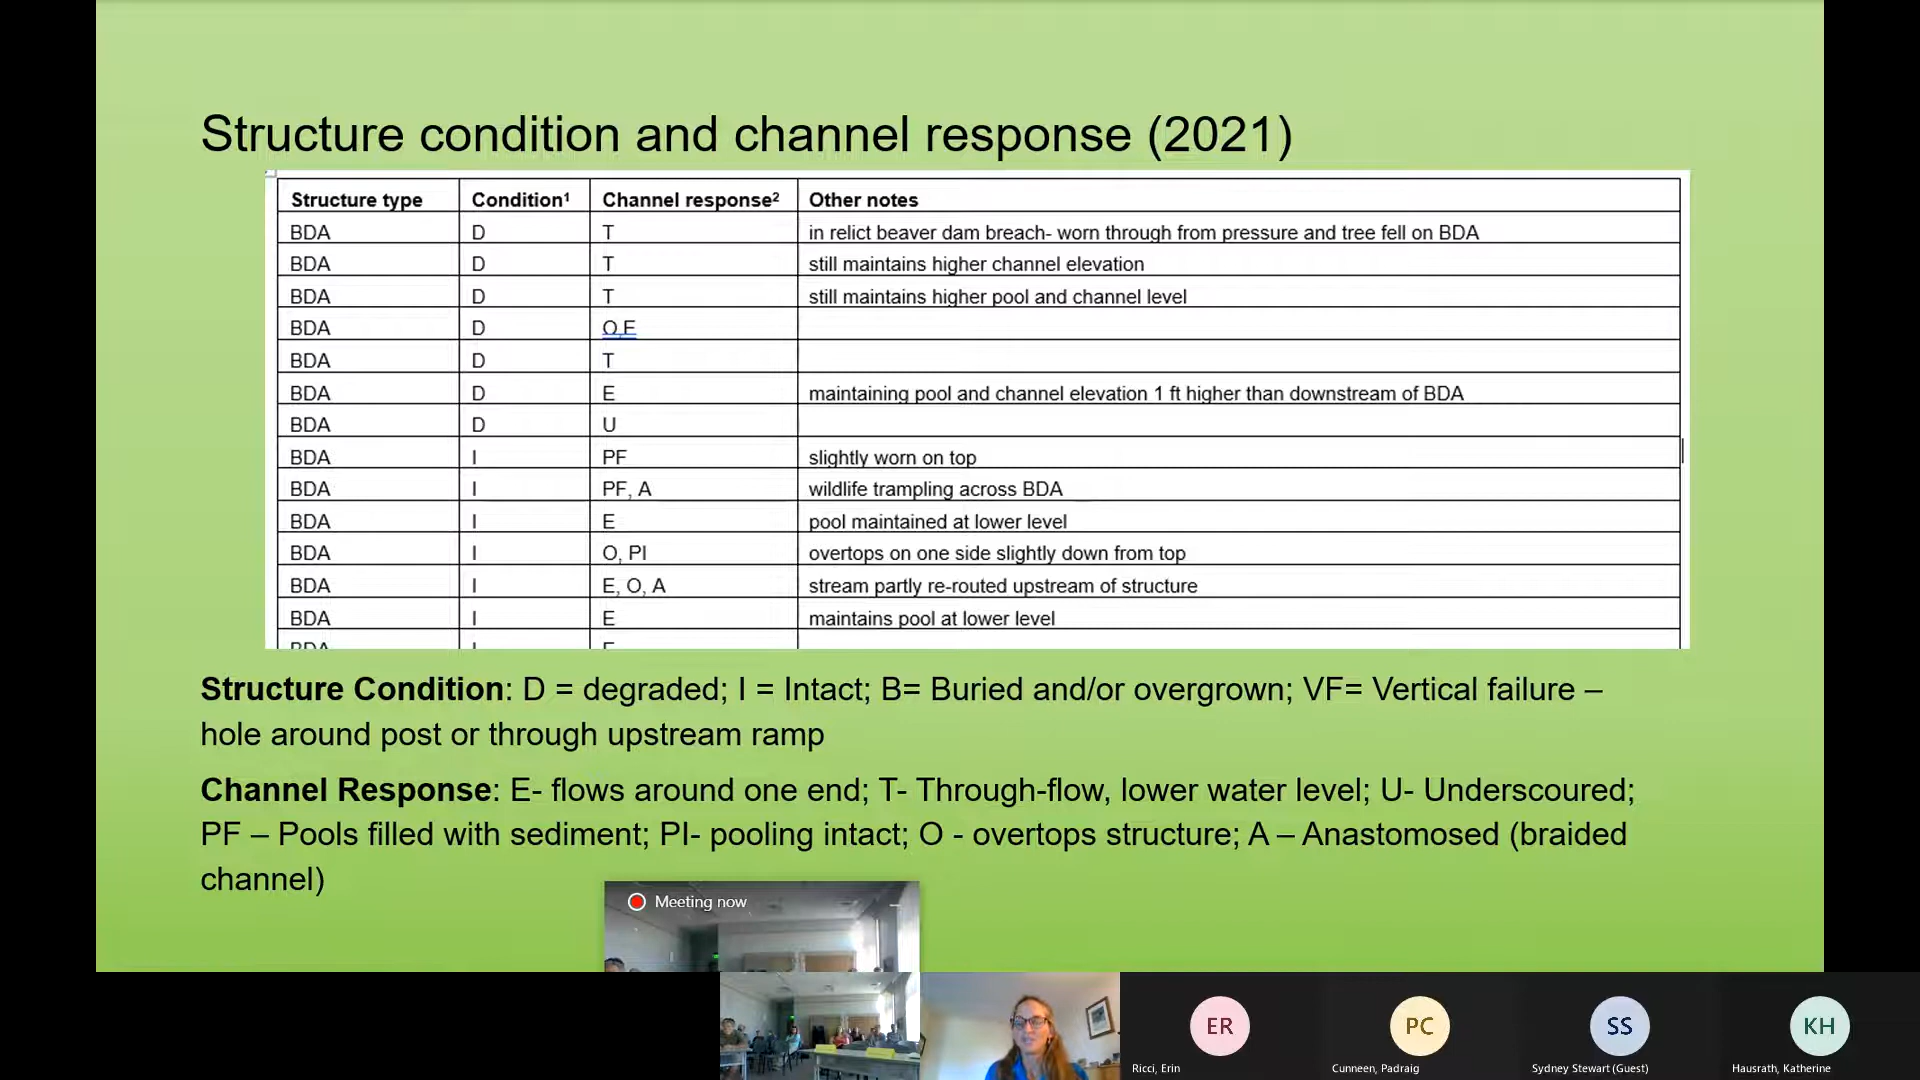 Structure condition and channel response (2021)
Structure type Condition¹ Channel response² Other notes
BDA D T in relict beaver dam breach- worn through from pressure and tree fell on BDA
BDA D T still maintains higher channel elevation
BDA D T still maintains higher pool and channel level
BDA D O,E
BDA D T
BDA D E maintaining pool and channel elevation 1 ft higher than downstream of BDA
BDA D U
BDA I PF slightly worn on top
BDA I PF, A wildlife trampling across BDA
BDA I E pool maintained at lower level
BDA I O, PI overtops on one side slightly down from top
BDA I E, O, A stream partly re-routed upstream of structure
BDA I E maintains pool at lower level
BDA I
Structure Condition: D = degraded; I = Intact; B= Buried and/or overgrown; VF= Vertical failure –
hole around post or through upstream ramp
Channel Response: E- flows around one end; T- Through-flow, lower water level; U- Underscoured;
PF – Pools filled with sediment; PI- pooling intact; O - overtops structure; A – Anastomosed (braided
channel)
Meeting now
ER PC SS KH
Ricci, Erin Cunneen, Padraig Sydney Stewart (Guest) Hausrath, Katherine